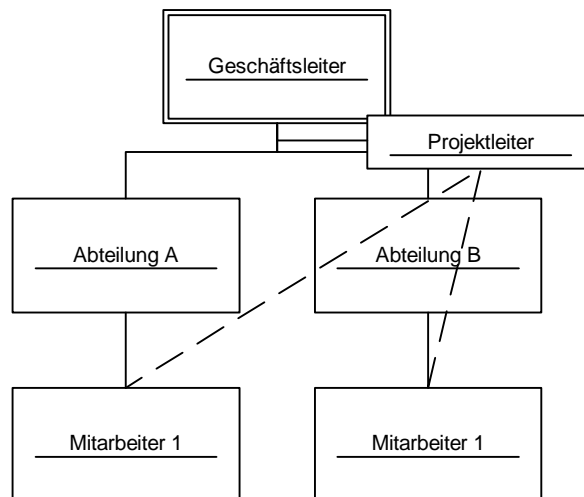 Geschäftsleiter
Projektleiter
Abteilung A
Abteilung B
Mitarbeiter 1
Mitarbeiter 1